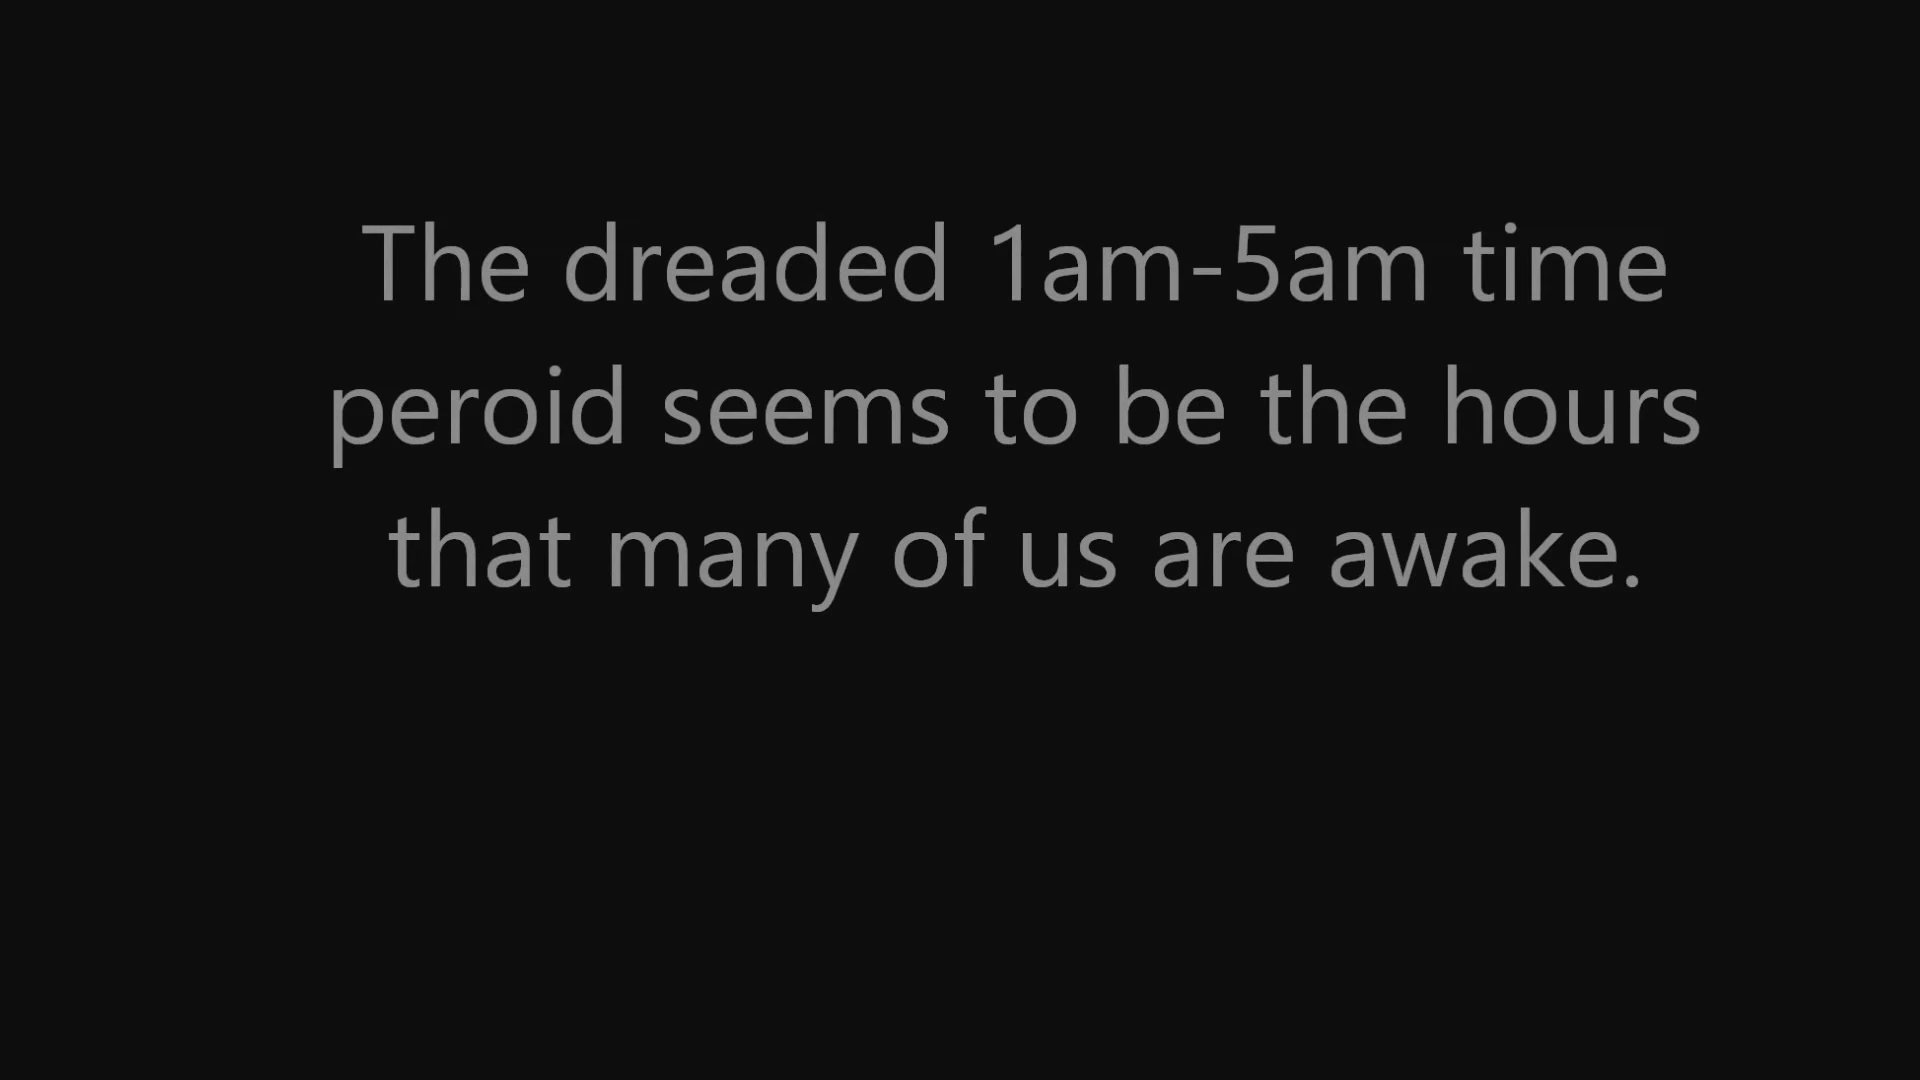 The dreaded 1am-5am time
peroid seems to be the hours
that many of us are awake.